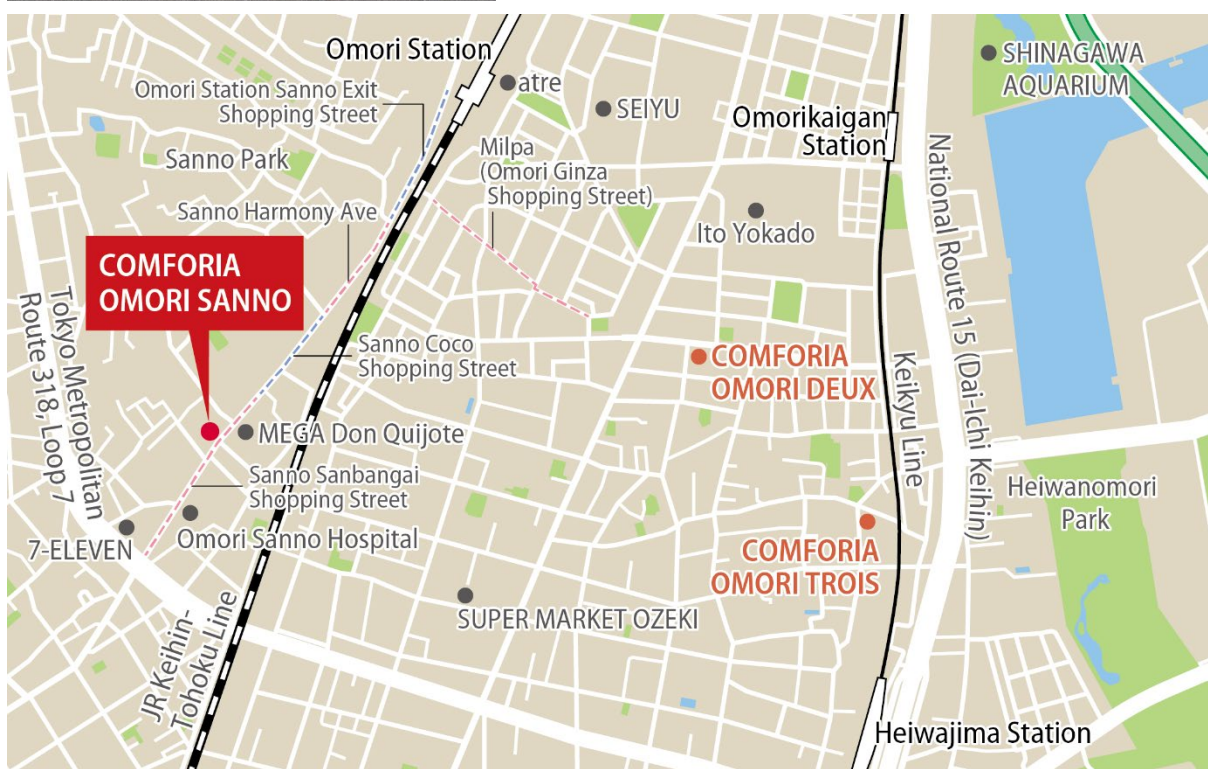 Omori Station
Omori Station Sanno Exit
Shopping Street
Sanno Park
Sanno Harmony Ave
atre
SEIYU
Milpa
(Omori Ginza
Shopping Street)
Omorikaigan
Station
SHINAGAWA
AQUARIUM
National Route 15 (Dai-Ichi Keihin)
Ito Yokado
COMFORIA
OMORI SANNO
Tokyo Metropolitan
Route 318, Loop 7
Sanno Coco
Shopping Street
COMFORIA
OMORI DEUX
Keikyu Line
MEGA Don Quijote
Sanno Sanbangai
Shopping Street
7-ELEVEN
Omori Sanno Hospital
Heiwanomori
Park
COMFORIA
OMORI TROIS
SUPER MARKET OZEKI
JR Keihin-
Tohoku Line
Heiwajima Station